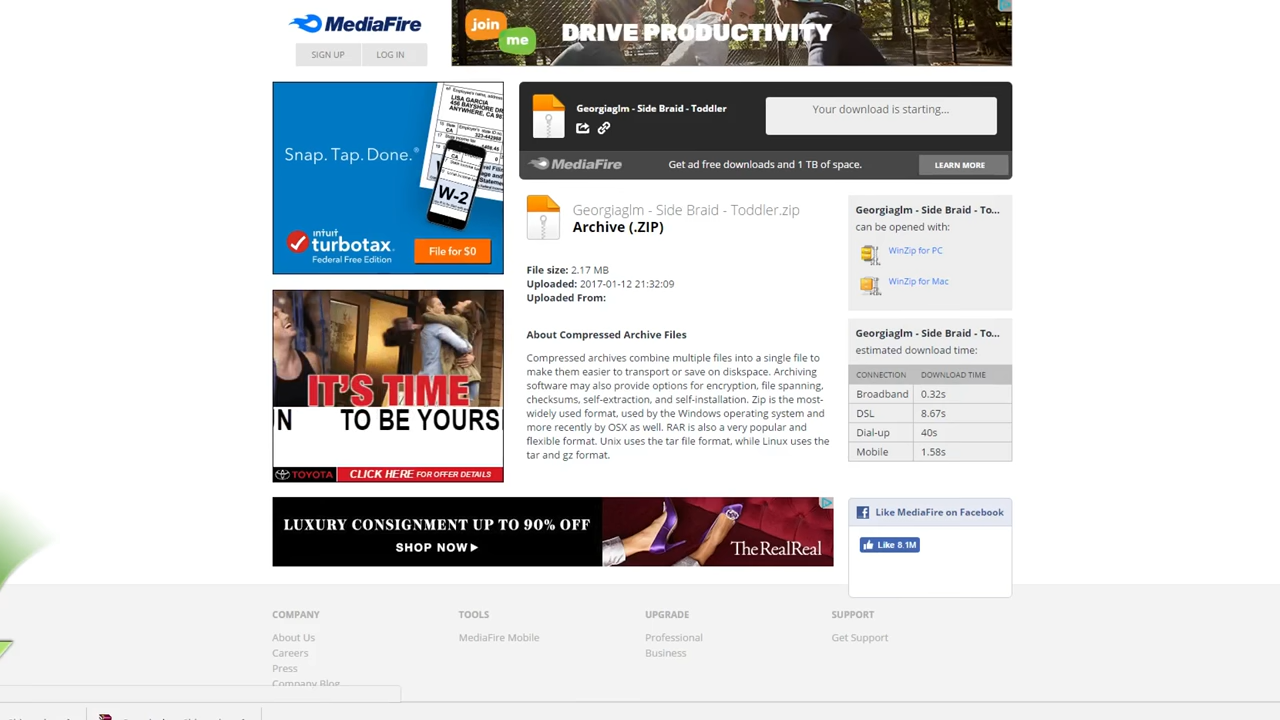 MediaFire
SIGN UP
LOG IN
join
me
DRIVE PRODUCTIVITY
LISA GARCIA
456 BAYSHORE DR
ANYWHERE, CA
W-2
Snap. Tap. Done.®
intuit
turbotax.
Federal Free Edition
File for $0
IT'S TIME
N TO BE YOURS
TOYOTA
CLICK HERE FOR OFFER DETAILS
Georgiaglm - Side Braid - Toddler
Your download is starting...
MediaFire
Get ad free downloads and 1 TB of space.
LEARN MORE
Georgiaglm - Side Braid - Toddler.zip
Archive (.ZIP)
File size: 2.17 MB
Uploaded: 2017-01-12 21:32:09
Uploaded From:
About Compressed Archive Files
Compressed archives combine multiple files into a single file to
make them easier to transport or save on diskspace. Archiving
software may also provide options for encryption, file spanning,
checksums, self-extraction, and self-installation. Zip is the most-
widely used format, used by the Windows operating system and
more recently by OSX as well. RAR is also a very popular and
flexible format. Unix uses the tar file format, while Linux uses the
tar and gz format.
Georgiaglm - Side Braid - To...
can be opened with:
WinZip for PC
WinZip for Mac
Georgiaglm - Side Braid - To...
estimated download time:
CONNECTION DOWNLOAD TIME
Broadband 0.32s
DSL 8.67s
Dial-up 40s
Mobile 1.58s
LUXURY CONSIGNMENT UP TO 90% OFF
SHOP NOW
TheRealReal
Like MediaFire on Facebook
Like 8.1M
COMPANY
About Us
Careers
Press
Company Blog
TOOLS
MediaFire Mobile
UPGRADE
Professional
Business
SUPPORT
Get Support